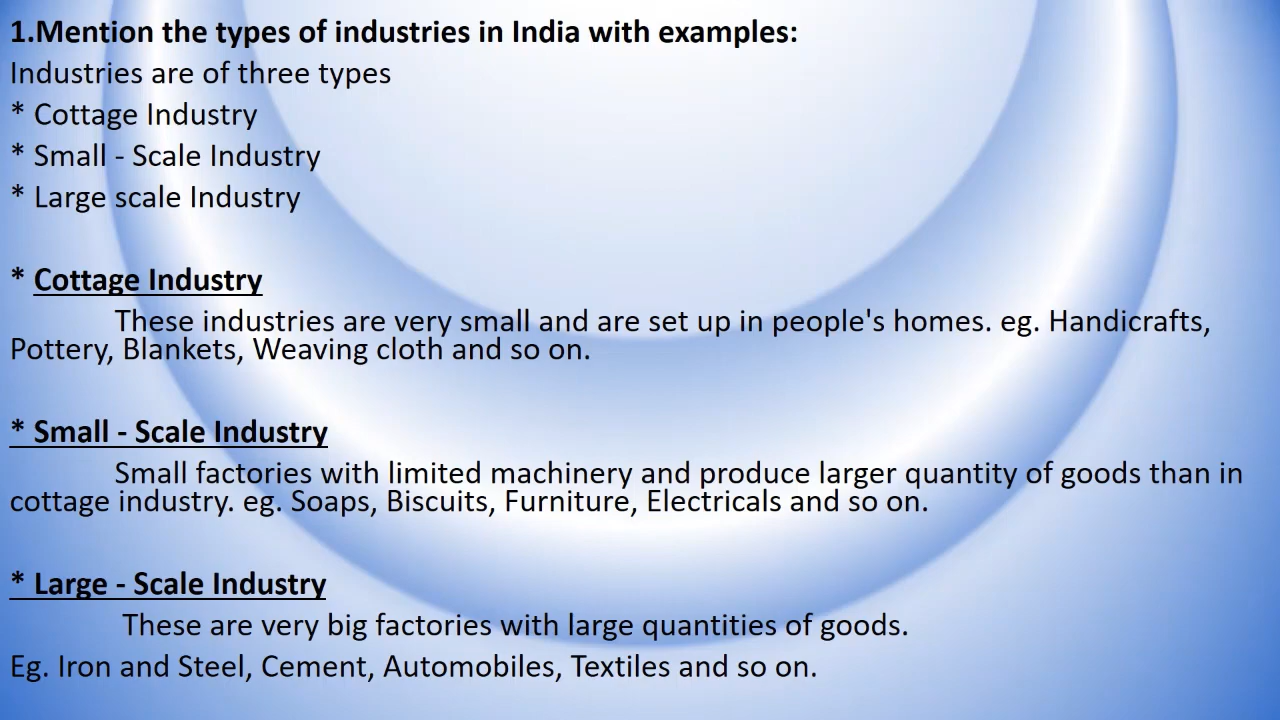 1.Mention the types of industries in India with examples:
Industries are of three types
* Cottage Industry
* Small - Scale Industry
* Large scale Industry
* Cottage Industry
These industries are very small and are set up in people's homes. eg. Handicrafts,
Pottery, Blankets, Weaving cloth and so on.
* Small - Scale Industry
Small factories with limited machinery and produce larger quantity of goods than in
cottage industry. eg. Soaps, Biscuits, Furniture, Electricals and so on.
* Large - Scale Industry
These are very big factories with large quantities of goods.
Eg. Iron and Steel, Cement, Automobiles, Textiles and so on.